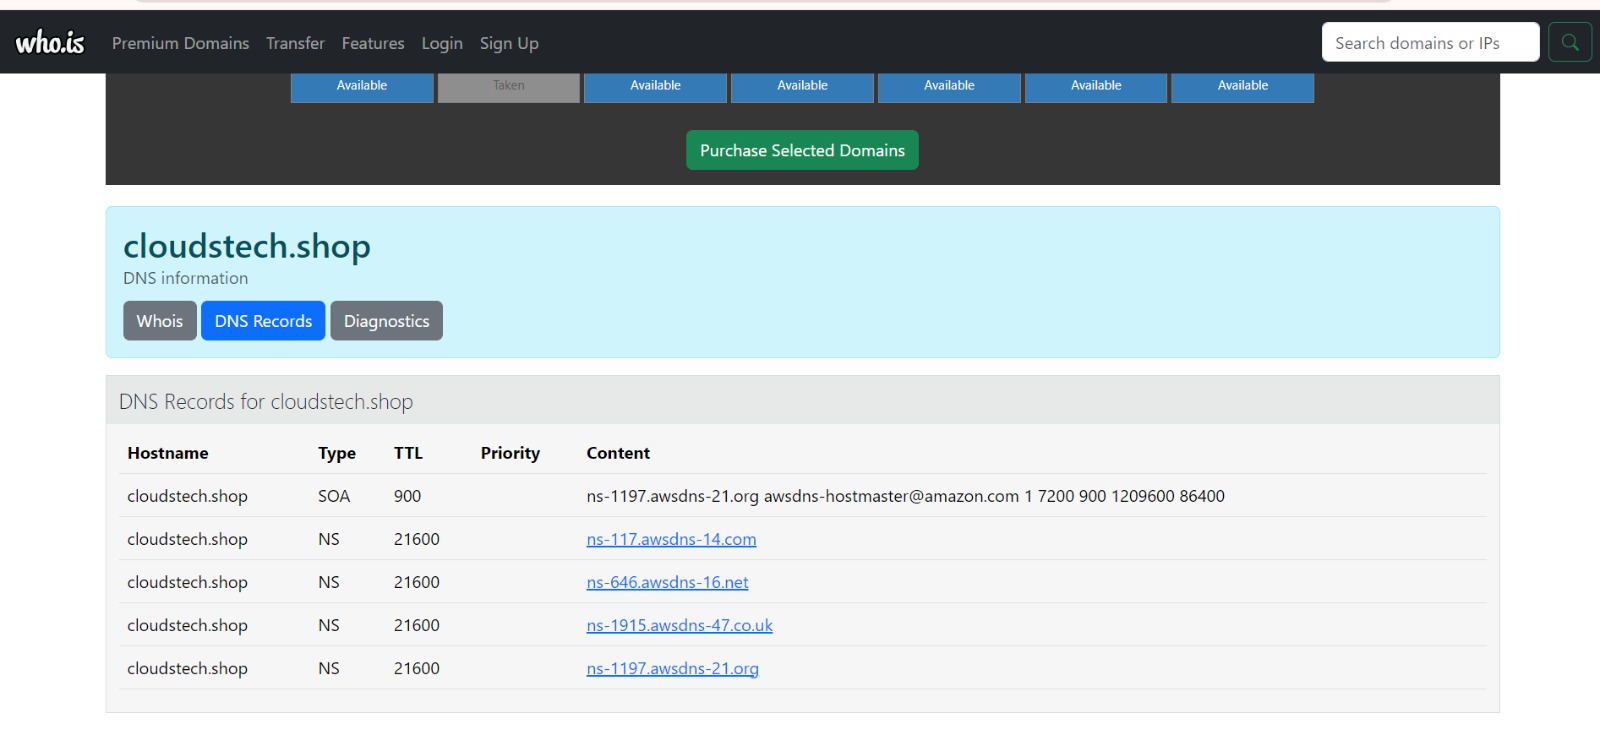 who.is Premium Domains Transfer Features Login Sign Up Search domains or IPs
Available Taken Available Available Available Available Available
Purchase Selected Domains
cloudstech.shop
DNS information
Whois DNS Records Diagnostics
DNS Records for cloudstech.shop
Hostname Type TTL Priority Content
cloudstech.shop SOA 900 ns-1197.awsdns-21.org awsdns-hostmaster@amazon.com 1 7200 900 1209600 86400
cloudstech.shop NS 21600 ns-117.awsdns-14.com
cloudstech.shop NS 21600 ns-646.awsdns-16.net
cloudstech.shop NS 21600 ns-1915.awsdns-47.co.uk
cloudstech.shop NS 21600 ns-1197.awsdns-21.org